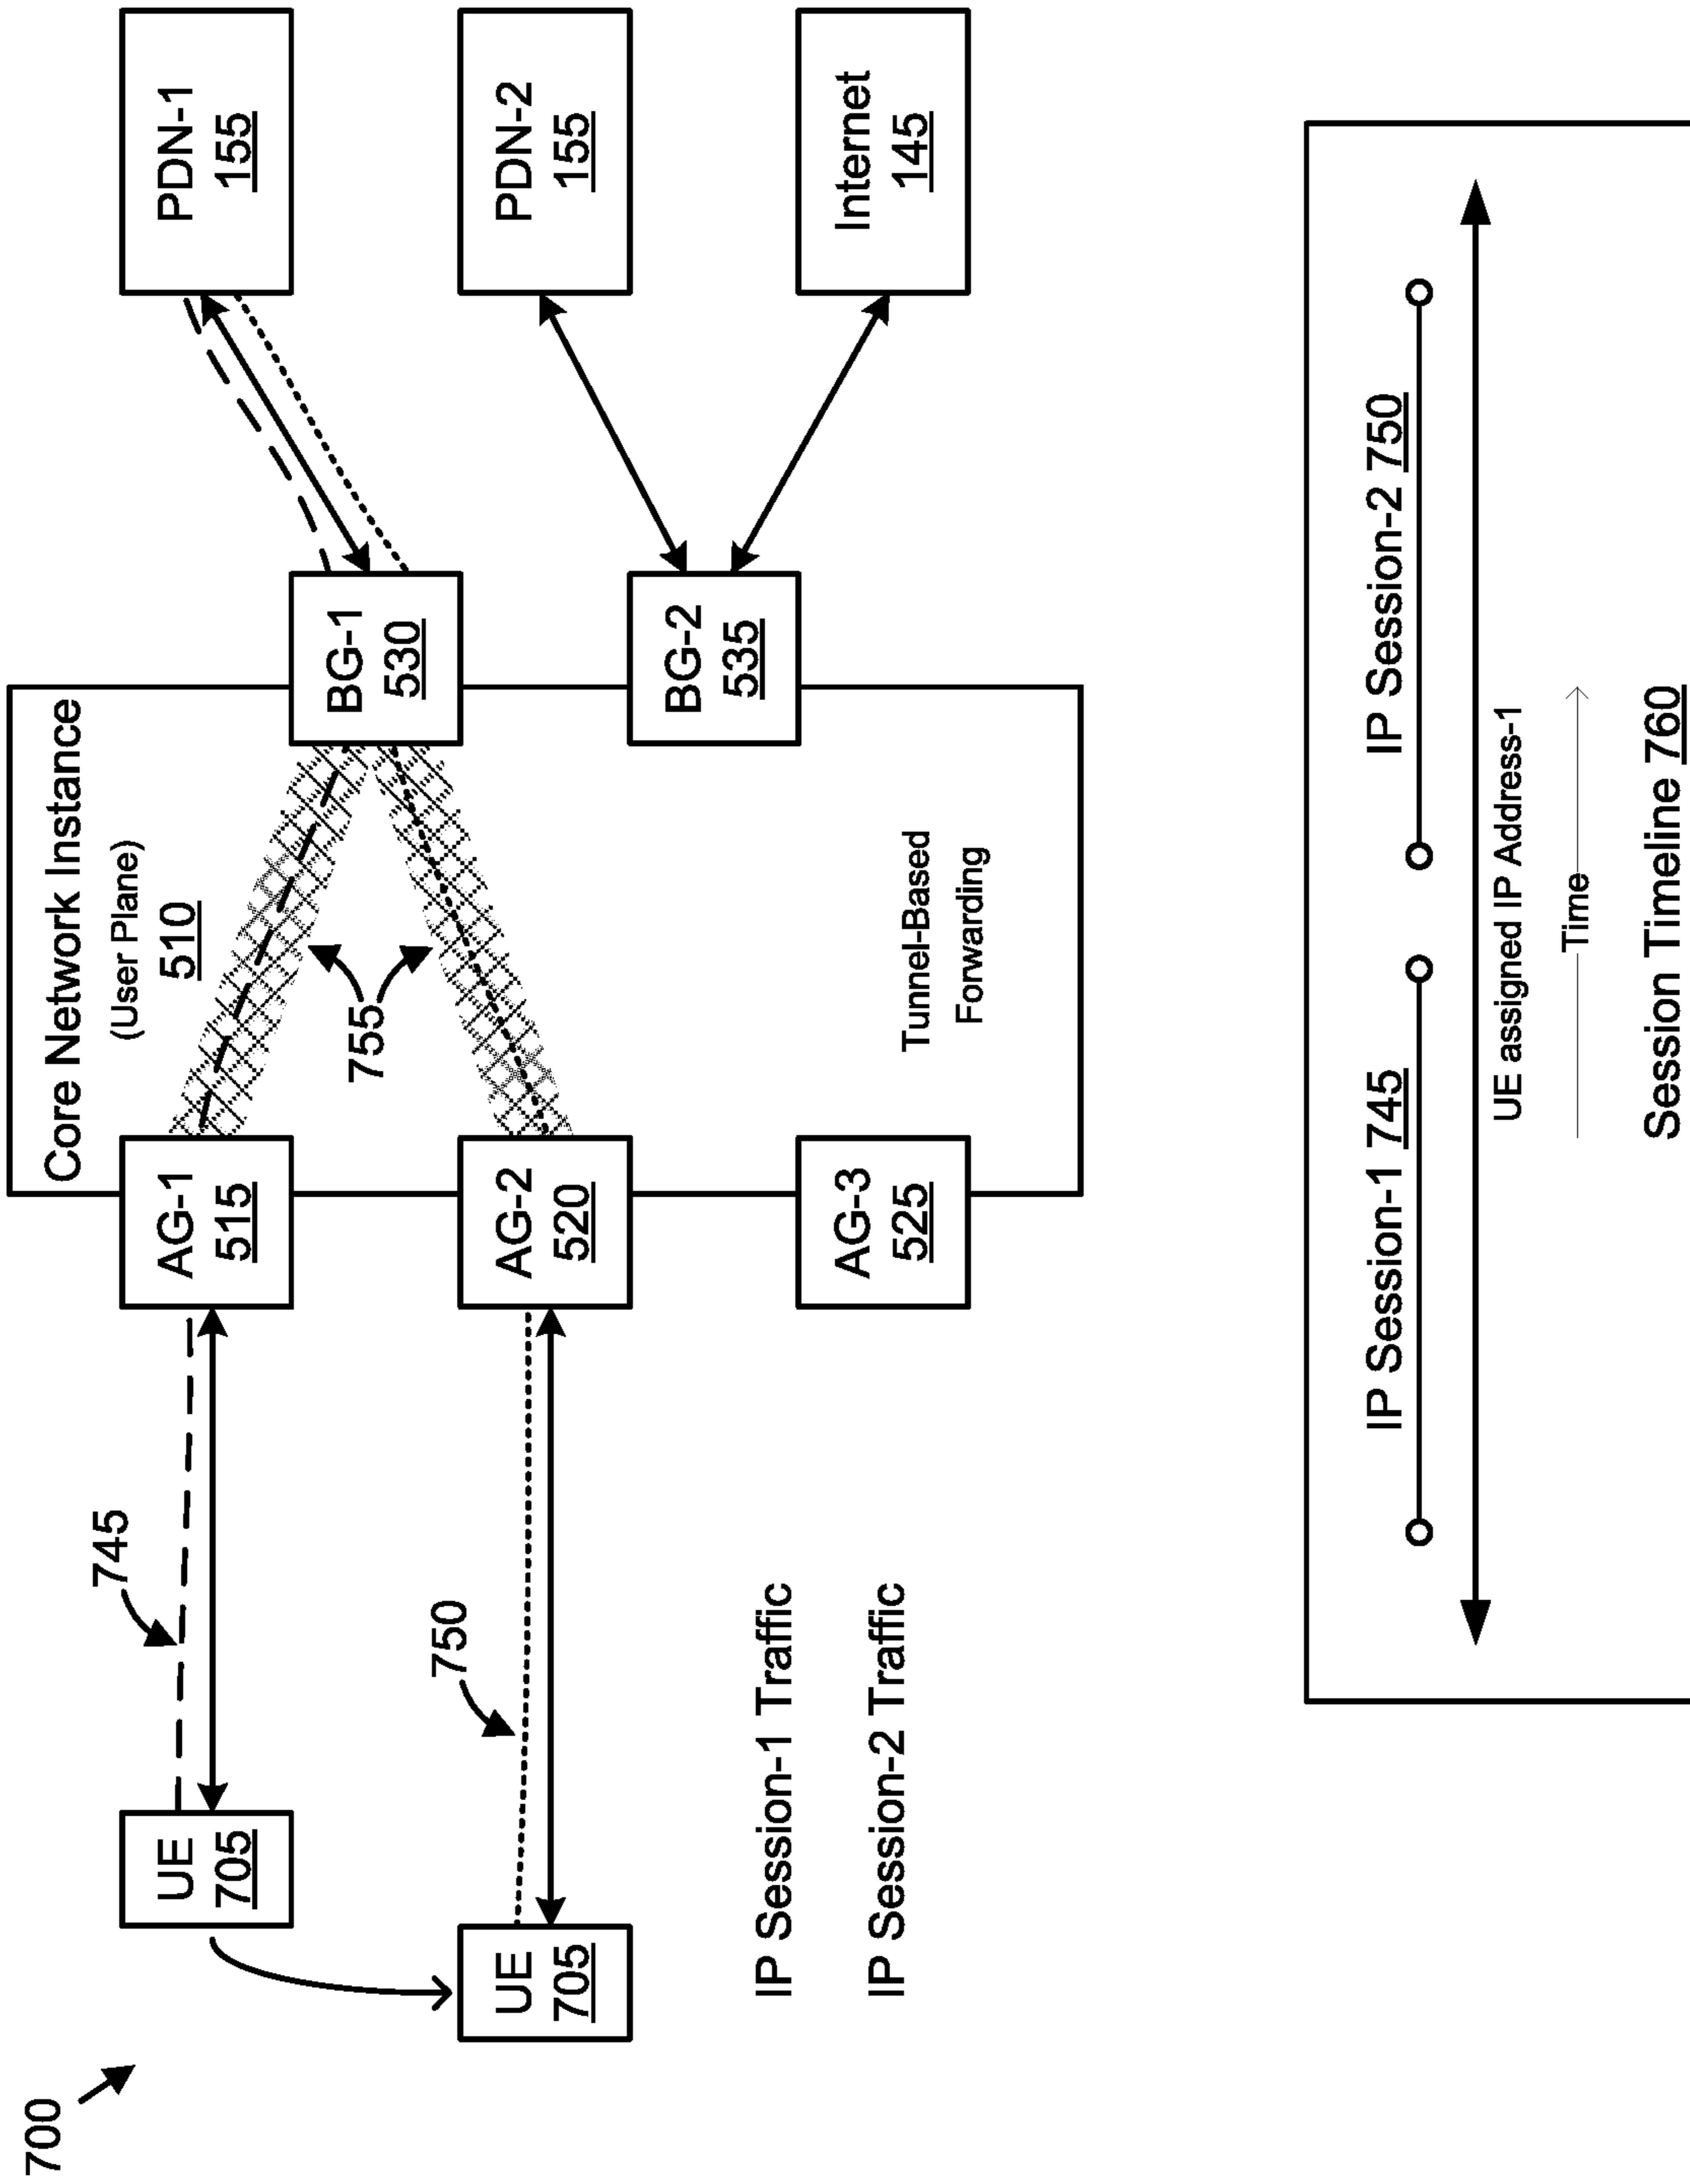 700
UE
705
UE
705
745
750
IP Session-1 Traffic
IP Session-2 Traffic
Core Network Instance
(User Plane)
510
AG-1
515
AG-2
520
AG-3
525
755
Tunnel-Based
Forwarding
BG-1
530
BG-2
535
PDN-1
155
PDN-2
155
Internet
145
IP Session-1 745
IP Session-2 750
UE assigned IP Address-1
Time
Session Timeline 760